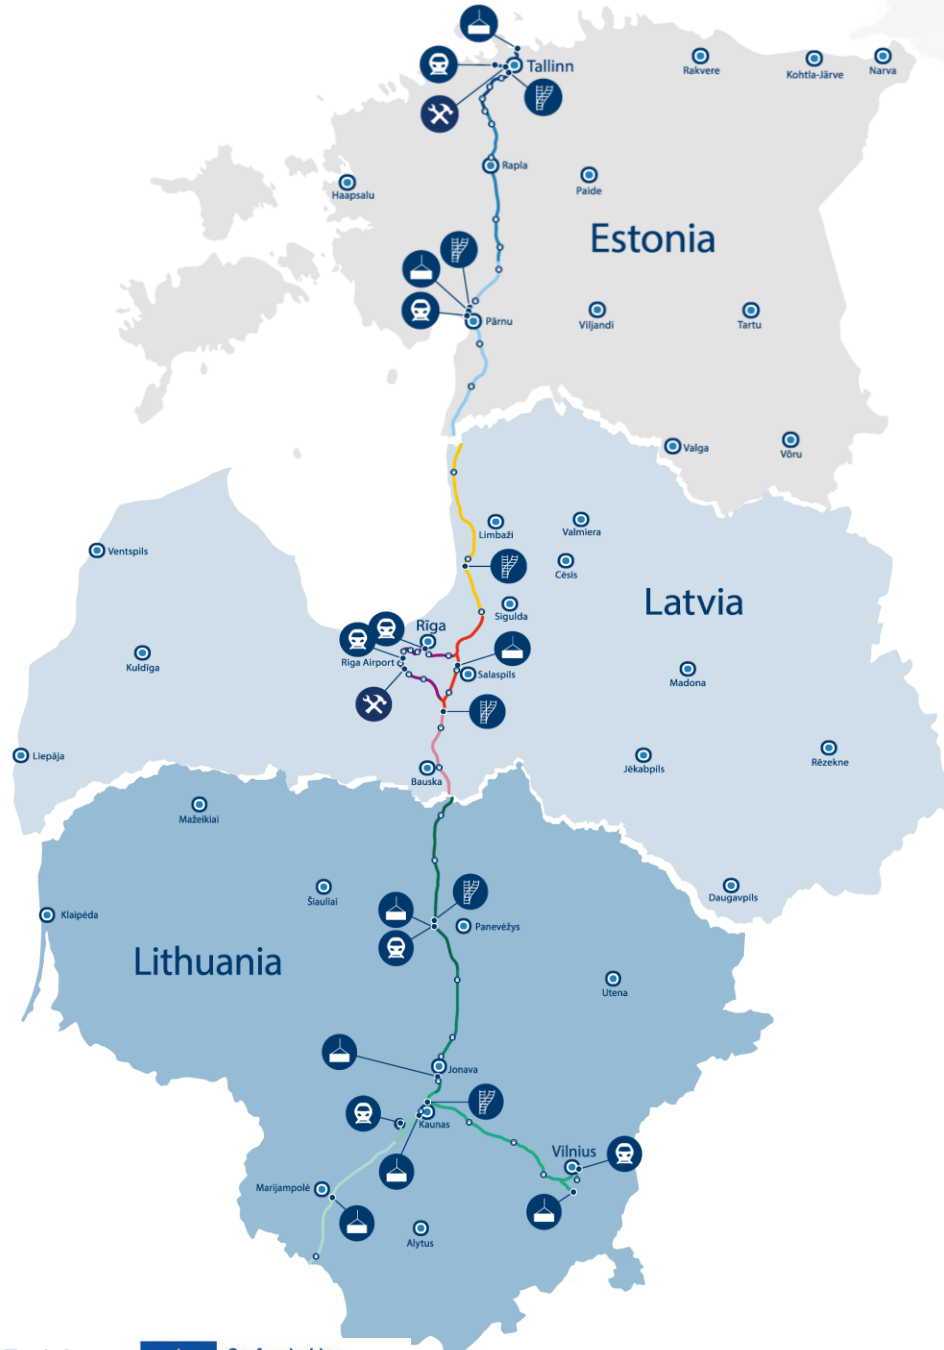 Tallinn
Rakvere
Kohtla-Järve
Narva
Rapla
Haapsalu
Paide
Estonia
Pärnu
Viljandi
Tartu
Valga
Võru
Limbaži
Valmiera
Ventspils
Cēsis
Latvia
Sigulda
Rīga
Kuldīga
Riga Airport
Salaspils
Madona
Liepāja
Bauska
Jēkabpils
Rēzekne
Mažeikiai
Šiauliai
Daugavpils
Klaipėda
Panevėžys
Lithuania
Utena
Jonava
Kaunas
Vilnius
Marijampolė
Alytus